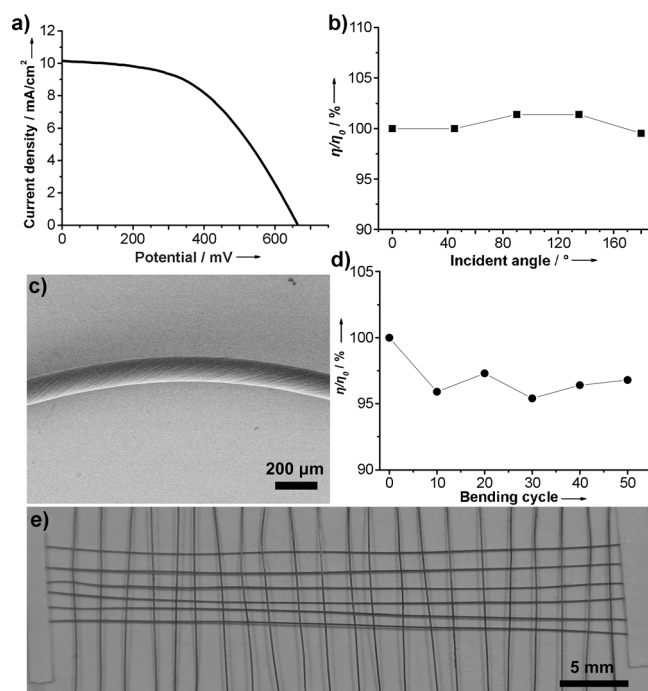 a)
Current density / mA/cm²
12
10
8
6
4
2
0
0 200 400 600
Potential / mV
b)
η/η₀ / %
110
105
100
95
90
0 40 80 120 160
Incident angle / °
c)
200 μm
d)
η/η₀ / %
105
100
95
90
0 10 20 30 40 50
Bending cycle
e)
5 mm